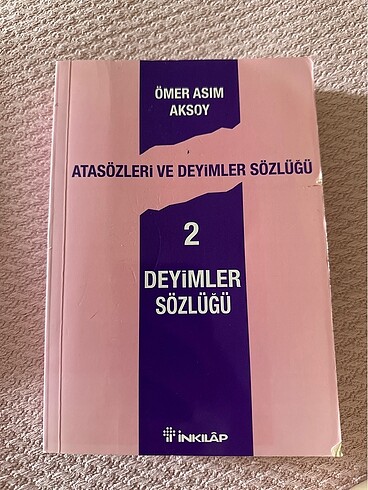 ÖMER ASIM
AKSOY
ATASÖZLERİ VE DEYİMLER SÖZLÜĞÜ
2
DEYİMLER
SÖZLÜĞÜ
İNKILÂP